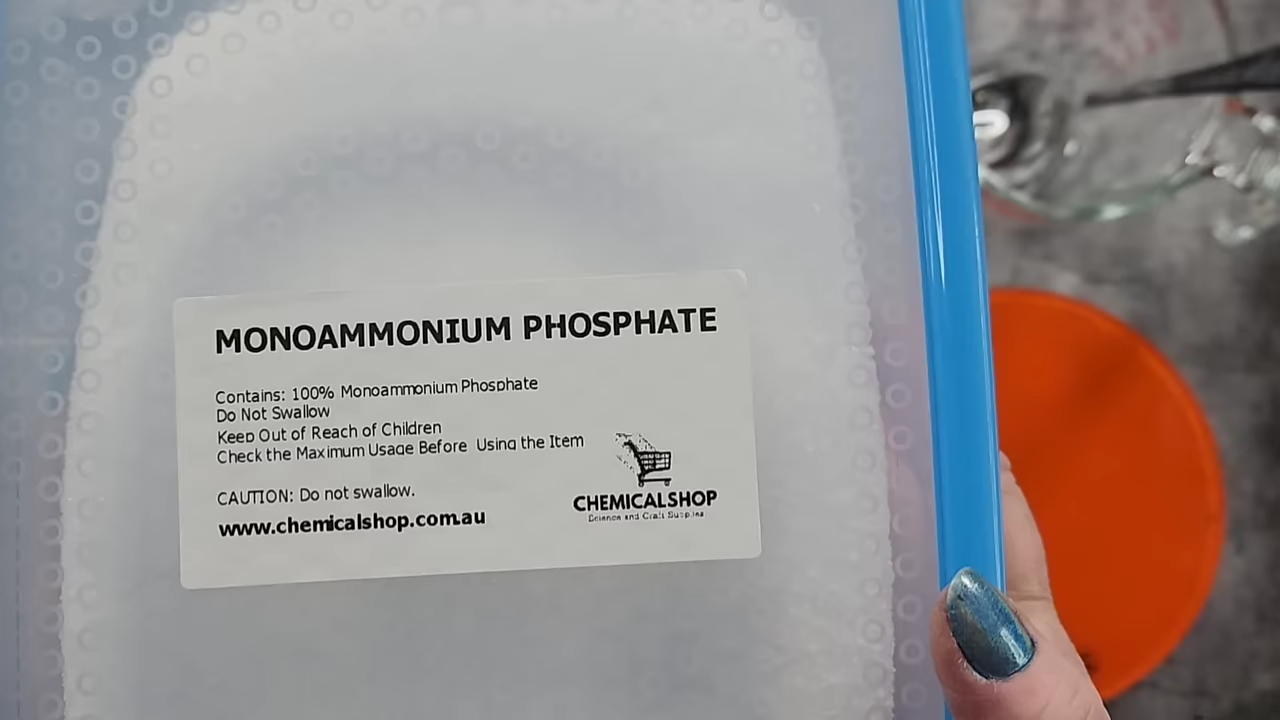 MONOAMMONIUM PHOSPHATE
Contains: 100% Monoammonium Phosphate
Do Not Swallow
Keep Out of Reach of Children
Check the Maximum Usage Before Using the Item
CAUTION: Do not swallow.
www.chemicalshop.com.au
CHEMICALSHOP
Science and Craft Supplies